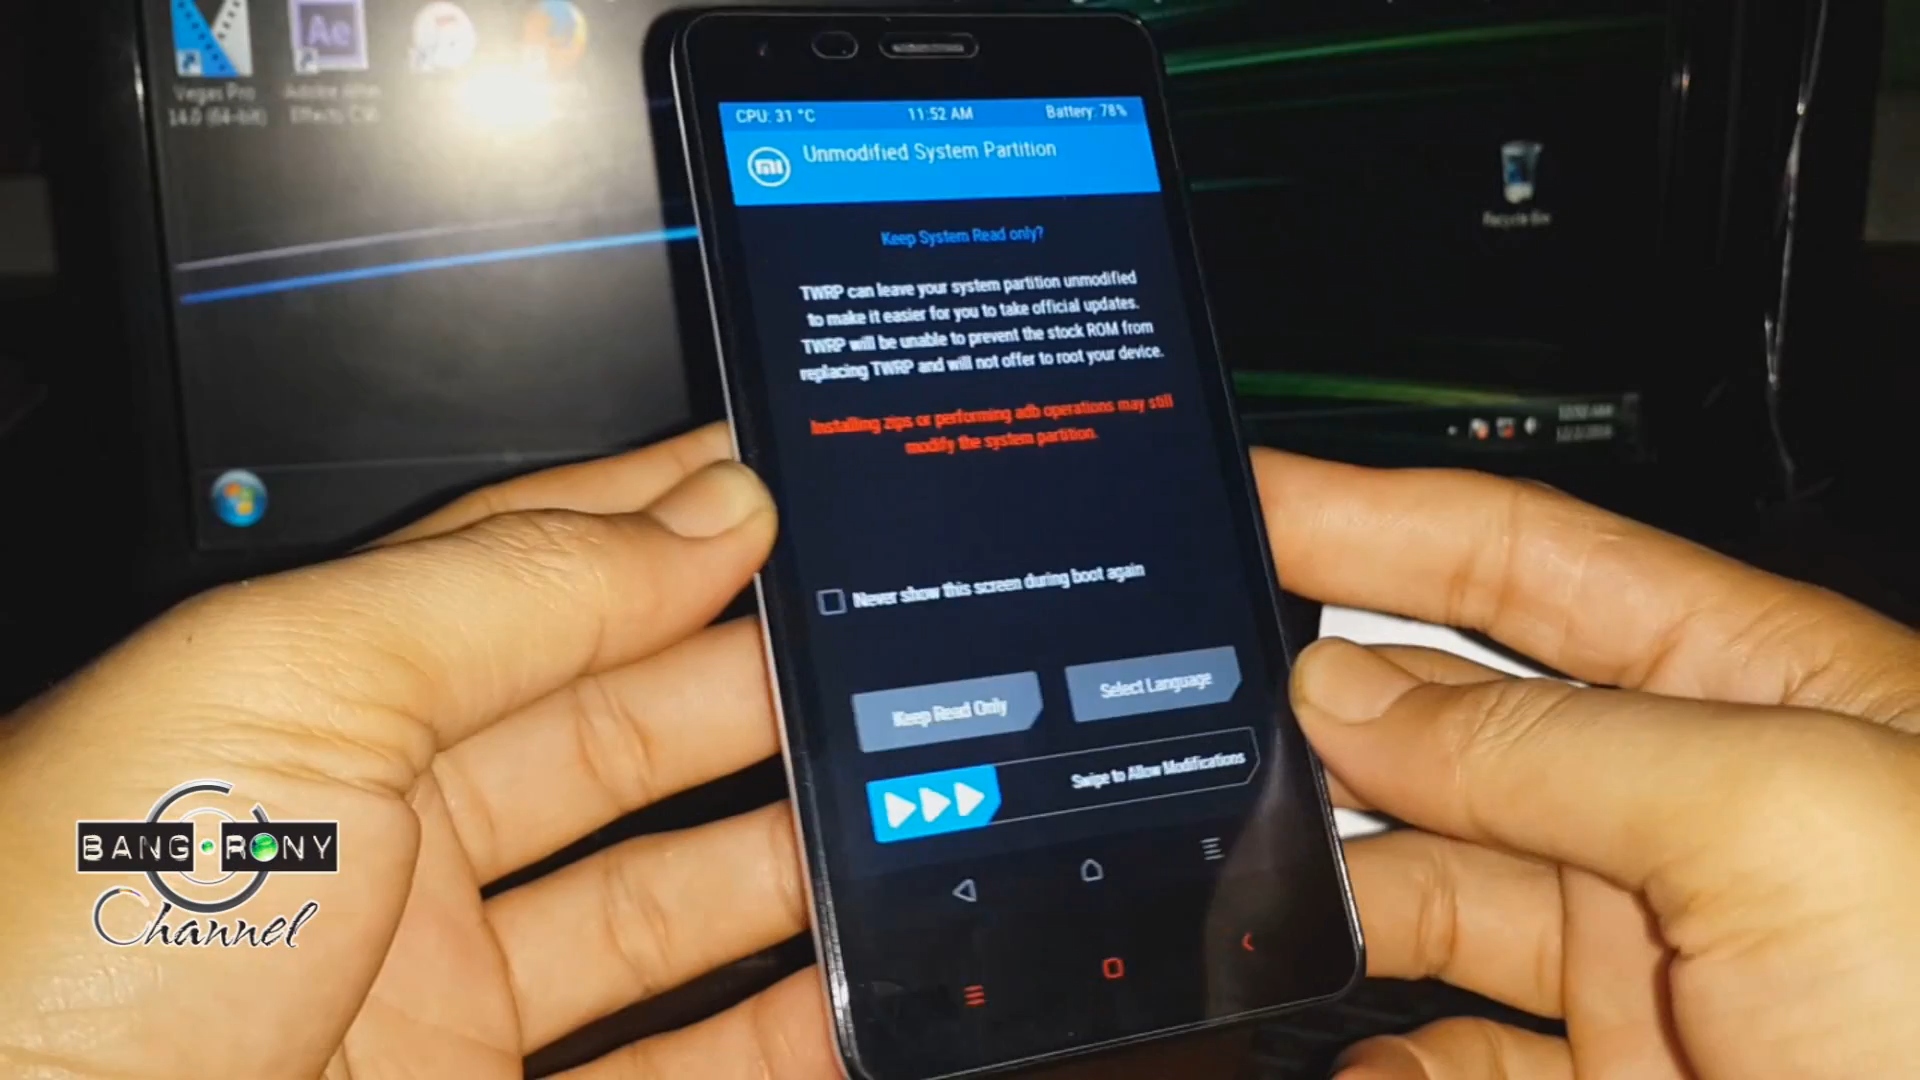 Vegas Pro
14.0 (64-bit)
Ae
Effects
CPU: 31 °C
11:52 AM
Battery: 78%
Unmodified System Partition
Keep System Read only?
TWRP can leave your system partition unmodified
to make it easier for you to take official updates.
TWRP will be unable to prevent the stock ROM from
replacing TWRP and will not offer to root your device.
Installing zips or performing adb operations may still
modify the system partition.
Never show this screen during boot again
Keep Read Only
Select Language
Swipe to Allow Modifications
Recycle Bin
BANG RONY
Channel